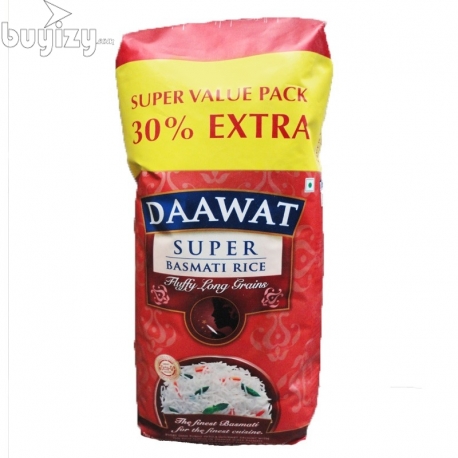 buyizy.com
SUPER VALUE PACK
30% EXTRA
DAAWAT
SUPER
BASMATI RICE
Fluffy Long Grains
The finest Basmati
for the finest cuisine.